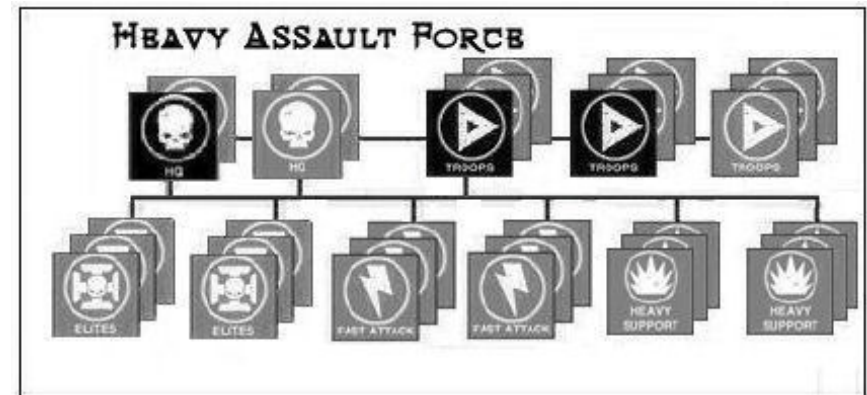 HEAVY ASSAULT FORCE
HQ
HQ
TROOPS
TROOPS
TROOPS
ELITES
ELITES
FAST ATTACK
FAST ATTACK
HEAVY
SUPPORT
HEAVY
SUPPORT